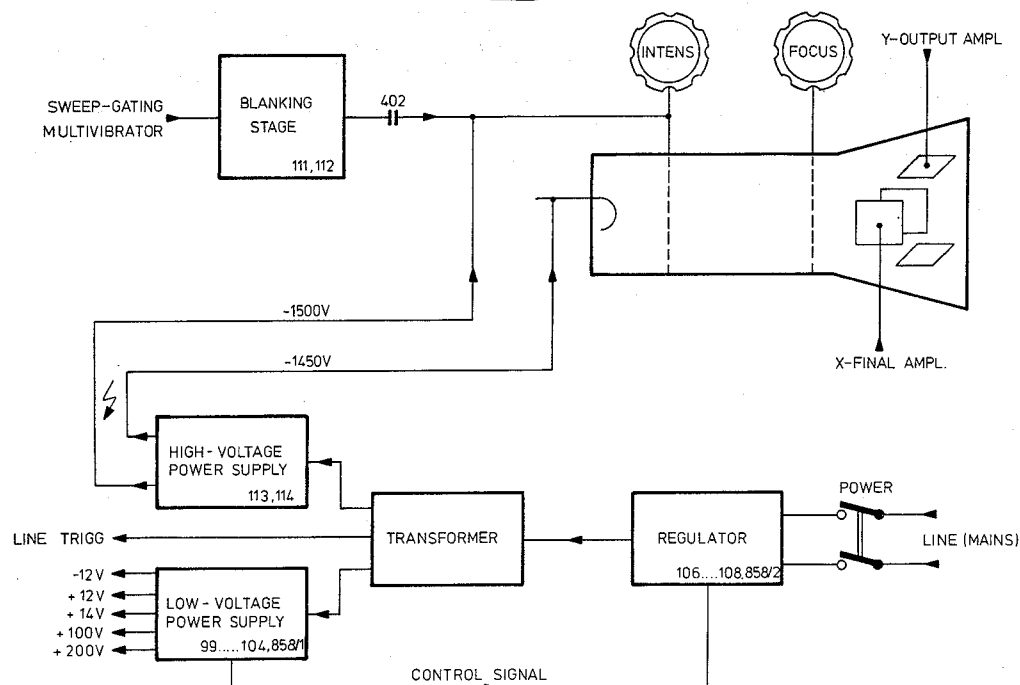 INTENS
FOCUS
Y-OUTPUT AMPL
SWEEP-GATING
MULTIVIBRATOR
BLANKING
STAGE
111,112
402
-1500V
-1450V
X-FINAL AMPL.
HIGH-VOLTAGE
POWER SUPPLY
113,114
LINE TRIGG
TRANSFORMER
REGULATOR
106....108,858/2
POWER
LINE (MAINS)
-12V
+12V
+14V
+100V
+200V
LOW-VOLTAGE
POWER SUPPLY
99.....104,858/1
CONTROL SIGNAL